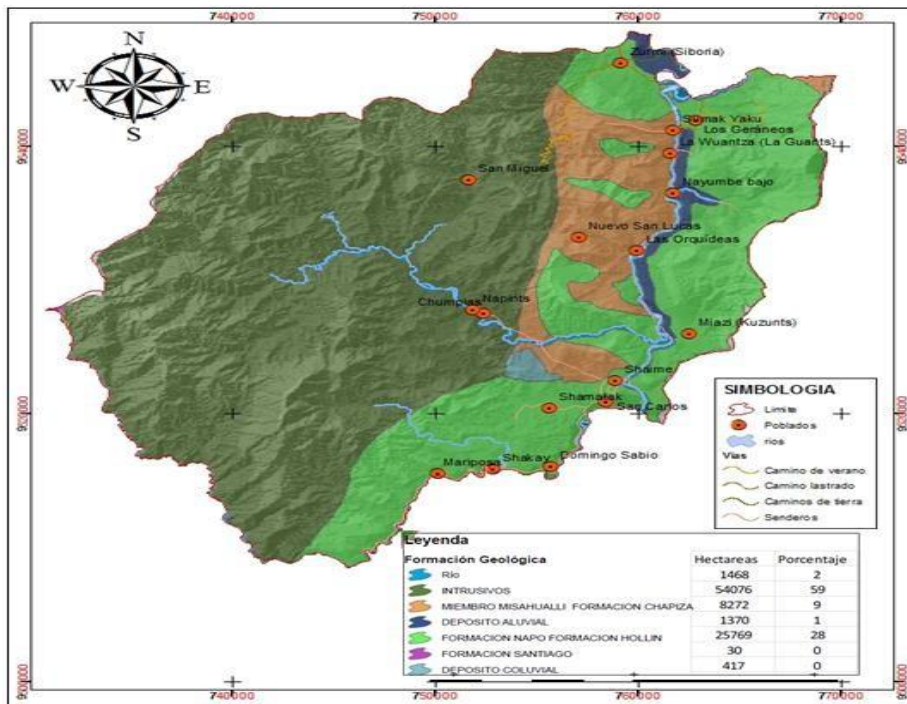 740000 750000 760000 770000
N
W E
S
Zurmi (Siboria)
Sumak Yaku
Los Geráneos
La Wuantza (La Guants)
San Miguel
Nayumbe bajo
Nuevo San Lucas
Las Orquídeas
Chumpias Napints
Miazi (Kuzunts)
Shaime
Shamatak
San Carlos
Mariposa Shakay Domingo Sabio
SIMBOLOGIA
Limite
Poblados
rios
Vias
Camino de verano
Camino lastrado
Caminos de tierra
Senderos
Leyenda
Formación Geológica Hectareas Porcentaje
Río 1468 2
INTRUSIVOS 54076 59
MIEMBRO MISAHUALLI FORMACION CHAPIZA 8272 9
DEPOSITO ALUVIAL 1370 1
FORMACION NAPO FORMACION HOLLIN 25769 28
FORMACION SANTIAGO 30 0
DEPOSITO COLUVIAL 417 0
740000 750000 760000 770000